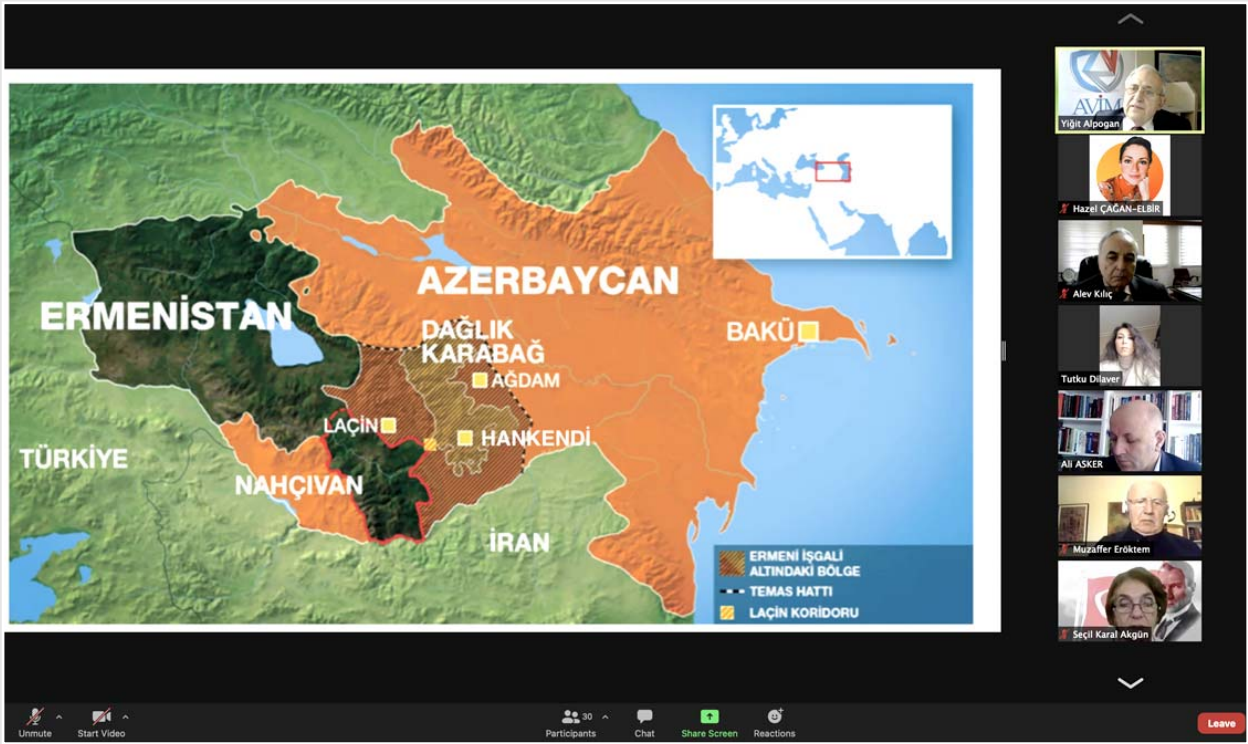 ERMENİSTAN
AZERBAYCAN
DAĞLIK
KARABAĞ
AĞDAM
BAKÜ
LAÇİN
HANKENDİ
TÜRKİYE
NAHÇIVAN
İRAN
ERMENİ İŞGALİ
ALTINDAKİ BÖLGE
TEMAS HATTI
LAÇİN KORİDORU
AVİM
Yiğit Alpogan
Hazel ÇAĞAN-ELBİR
Alev Kılıç
Tutku Dilaver
Ali ASKER
Muzaffer Eröktem
Seçil Karal Akgün
Unmute
Start Video
30
Participants
Chat
Share Screen
Reactions
Leave